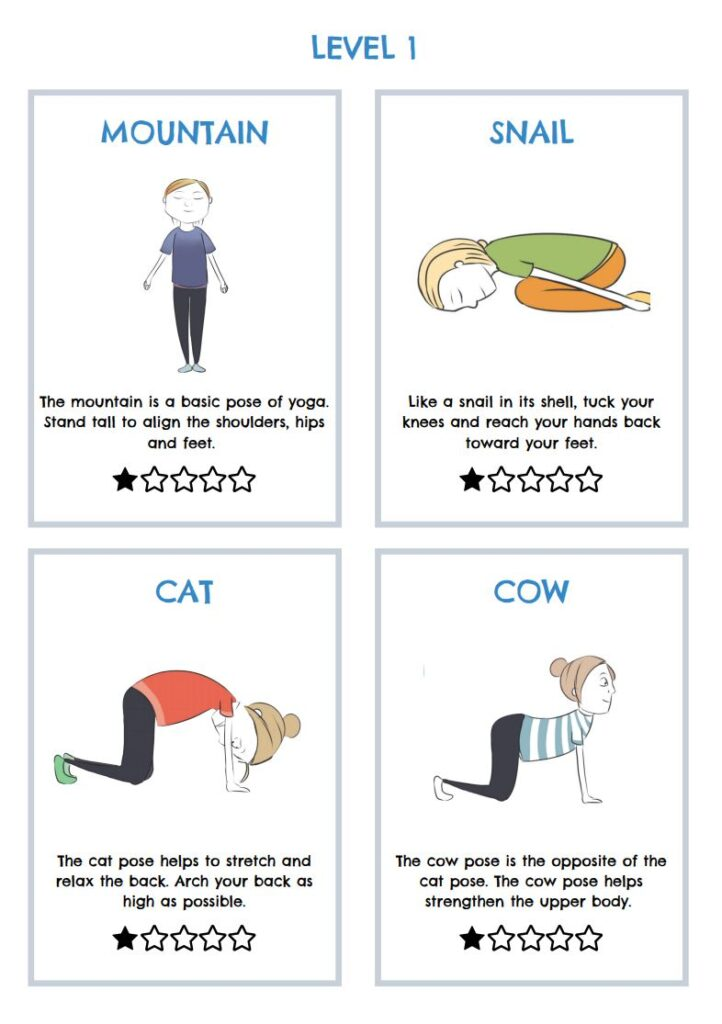 LEVEL 1
MOUNTAIN
The mountain is a basic pose of yoga.
Stand tall to align the shoulders, hips
and feet.
SNAIL
Like a snail in its shell, tuck your
knees and reach your hands back
toward your feet.
CAT
The cat pose helps to stretch and
relax the back. Arch your back as
high as possible.
COW
The cow pose is the opposite of the
cat pose. The cow pose helps
strengthen the upper body.